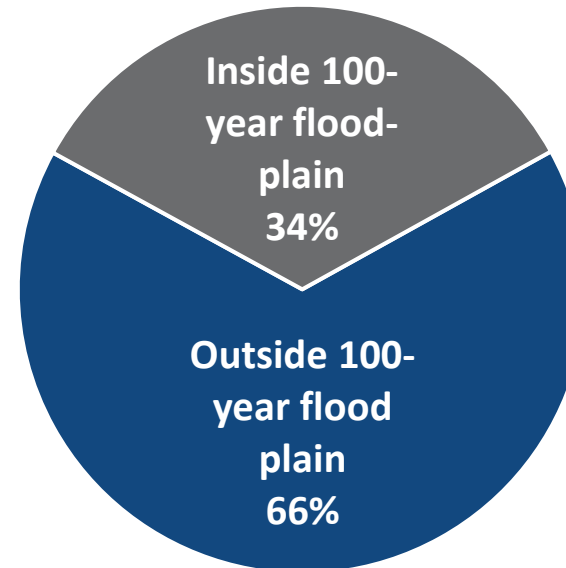 Inside 100-
year flood-
plain
34%
Outside 100-
year flood
plain
66%